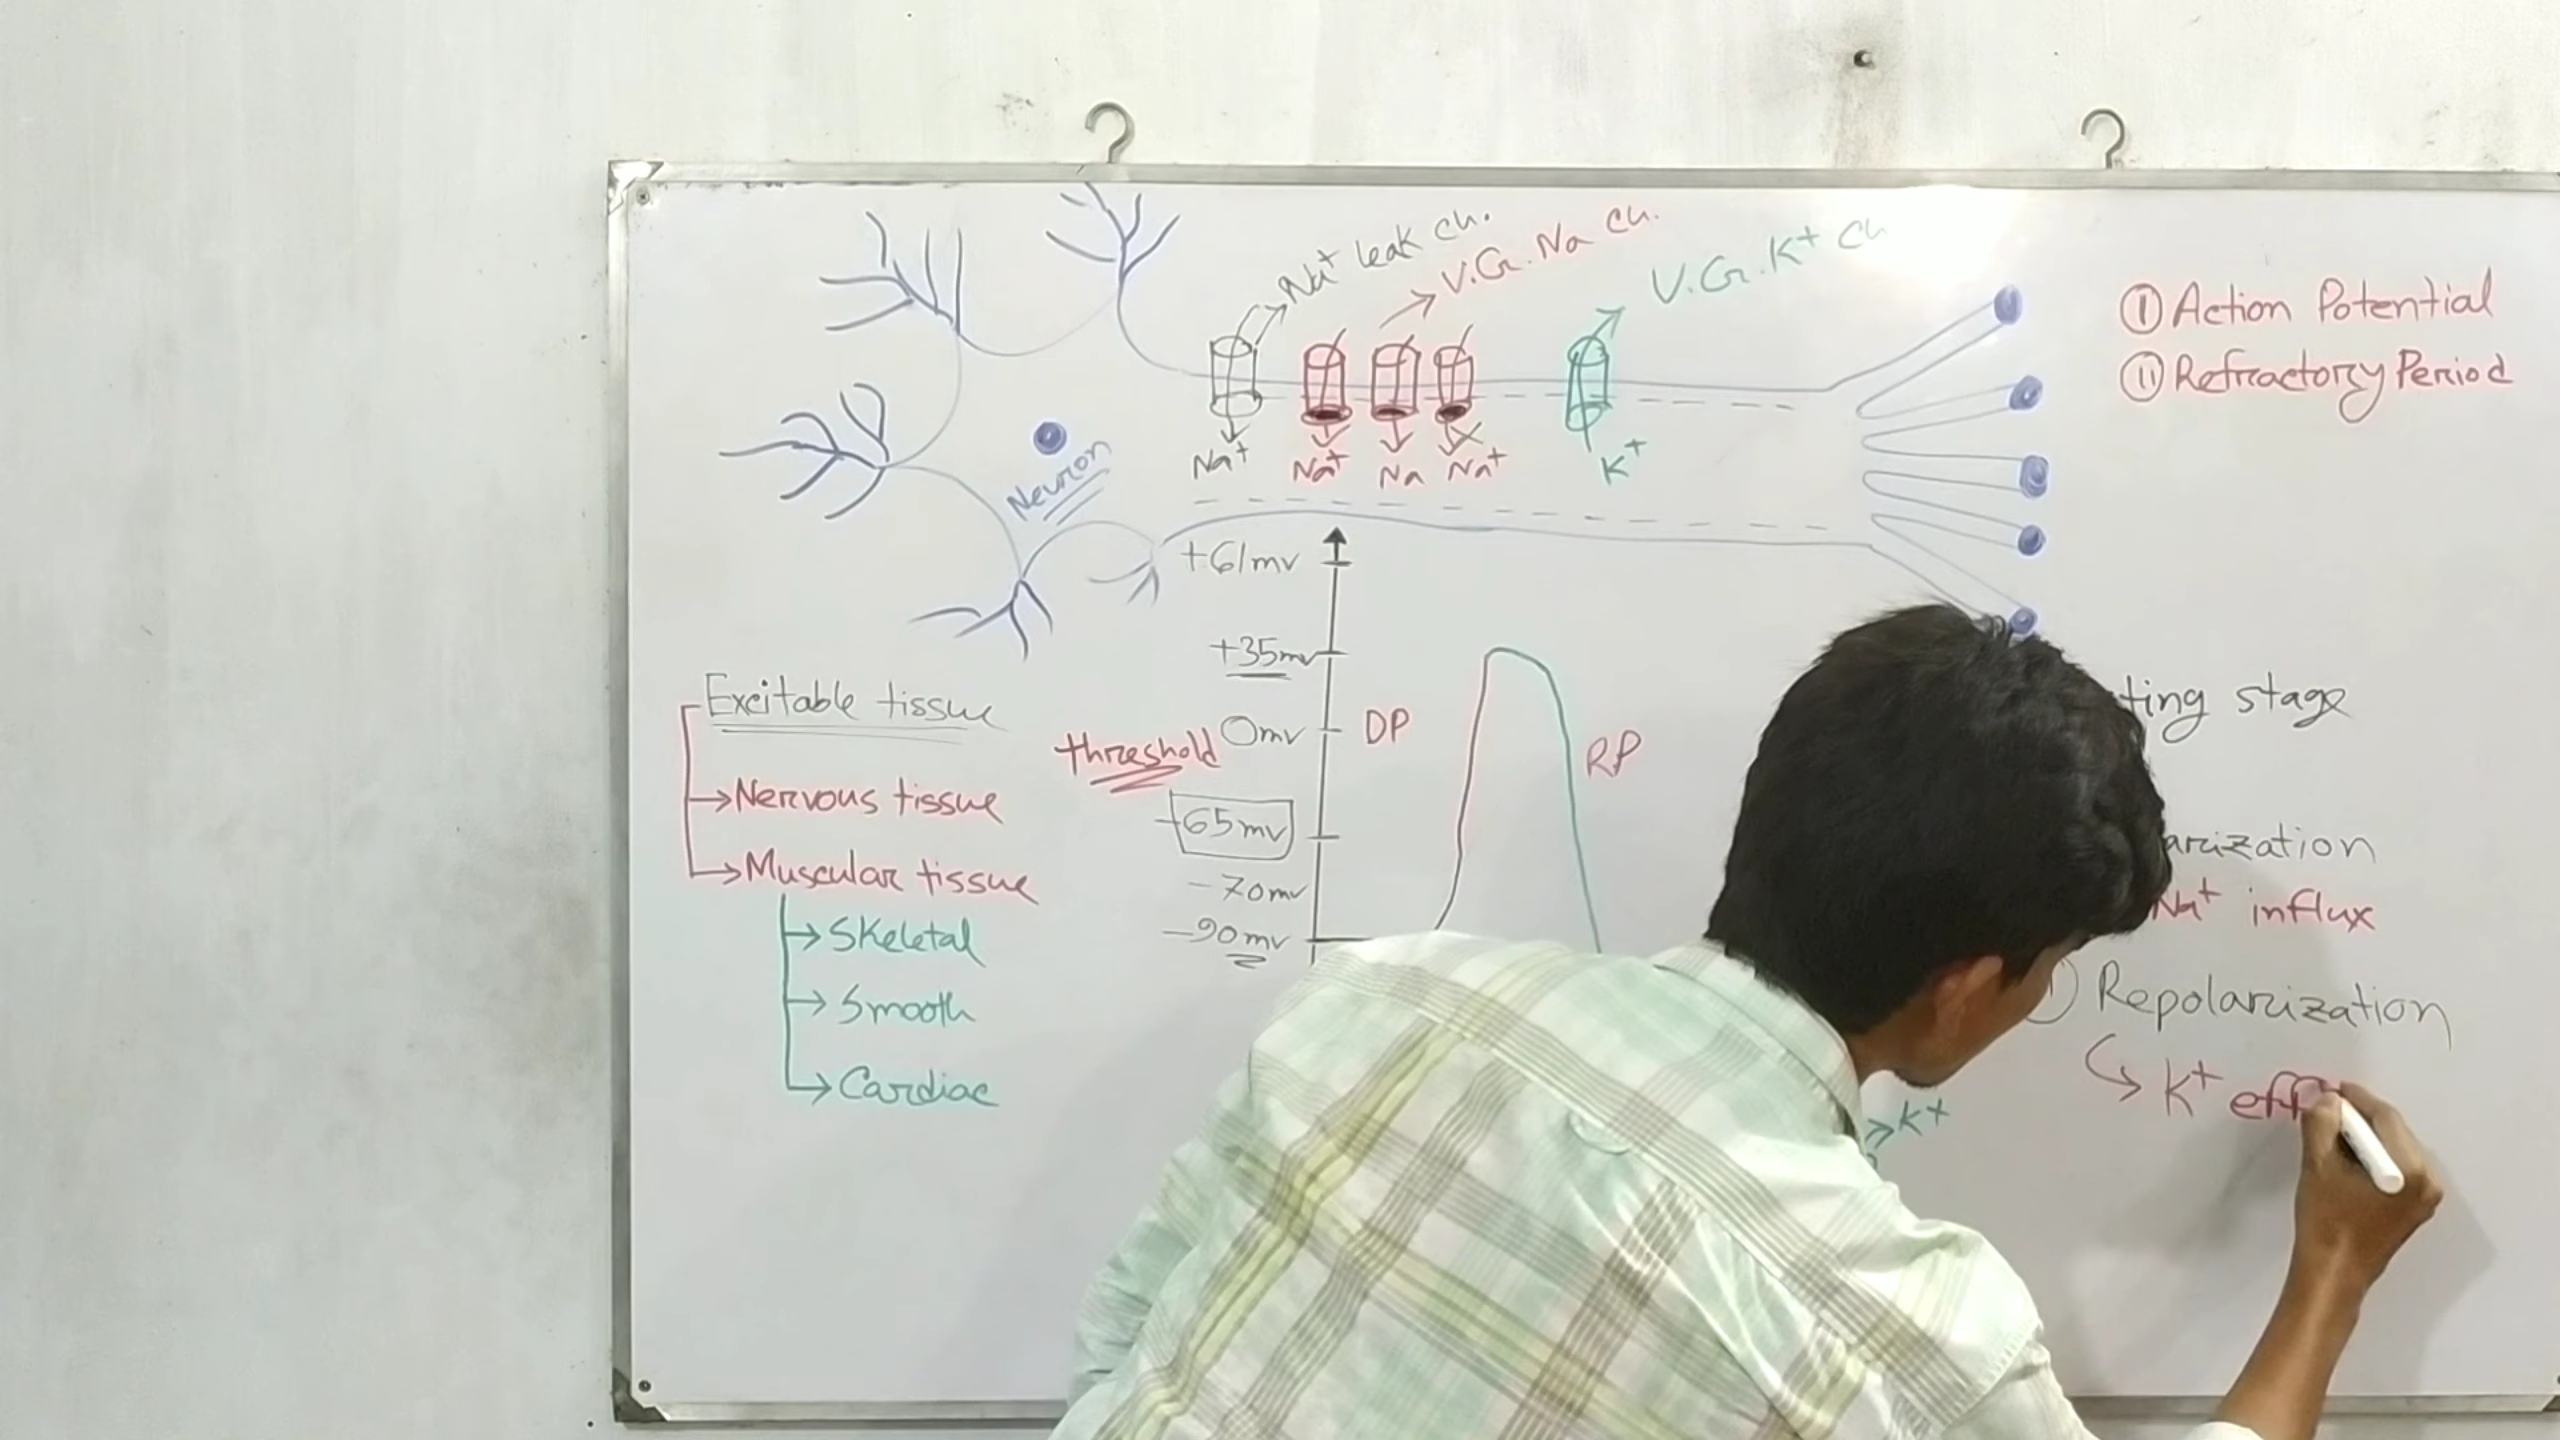 Na+ leak ch.
V.G. Na ch.
V.G. K+ ch
Na+
Na+
Na
Na+
K+
Neuron
① Action Potential
② Refractory Period
+61mv
+35mv
0mv
threshold
-65mv
-70mv
-90mv
DP
RP
Excitable tissue
→ Nervous tissue
→ Muscular tissue
→ Skeletal
→ Smooth
→ Cardiac
→ K+
ting stage
arization
Na+ influx
Repolarization
↪ K+ eff